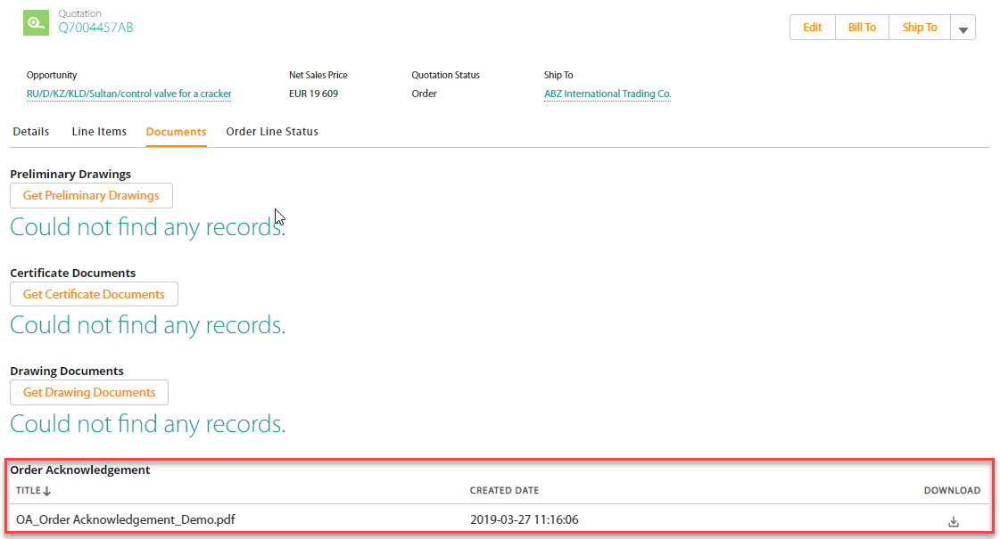 Quotation
Q7004457AB
Edit Bill To Ship To
Opportunity Net Sales Price Quotation Status Ship To
RU/D/KZ/KLD/Sultan/control valve for a cracker EUR 19 609 Order ABZ International Trading Co.
Details Line Items Documents Order Line Status
Preliminary Drawings
Get Preliminary Drawings
Could not find any records.
Certificate Documents
Get Certificate Documents
Could not find any records.
Drawing Documents
Get Drawing Documents
Could not find any records.
Order Acknowledgement
TITLE CREATED DATE DOWNLOAD
OA_Order Acknowledgement_Demo.pdf 2019-03-27 11:16:06